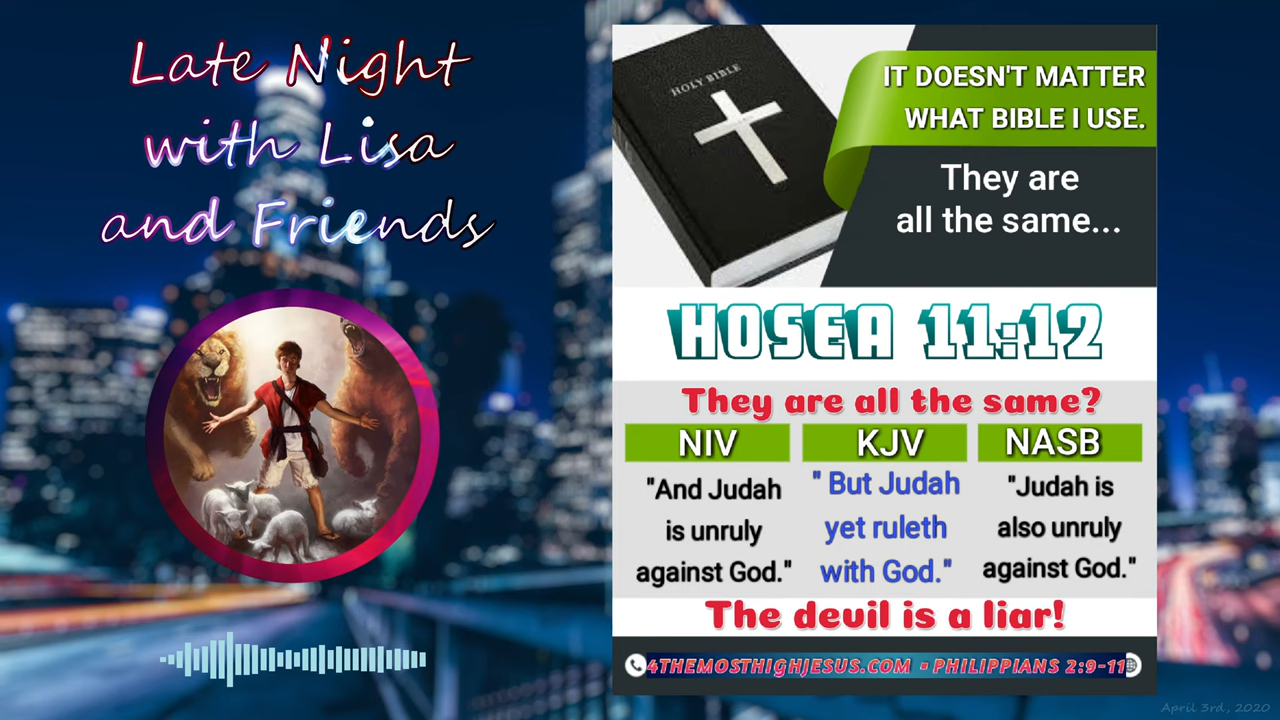 Late Night
with Lisa
and Friends
HOLY BIBLE
IT DOESN'T MATTER
WHAT BIBLE I USE.
They are
all the same...
HOSEA 11:12
They are all the same?
NIV
"And Judah
is unruly
against God."
KJV
" But Judah
yet ruleth
with God."
NASB
"Judah is
also unruly
against God."
The devil is a liar!
4THEMOSTHIGHJESUS.COM • PHILIPPIANS 2:9-11
April 3rd, 2020